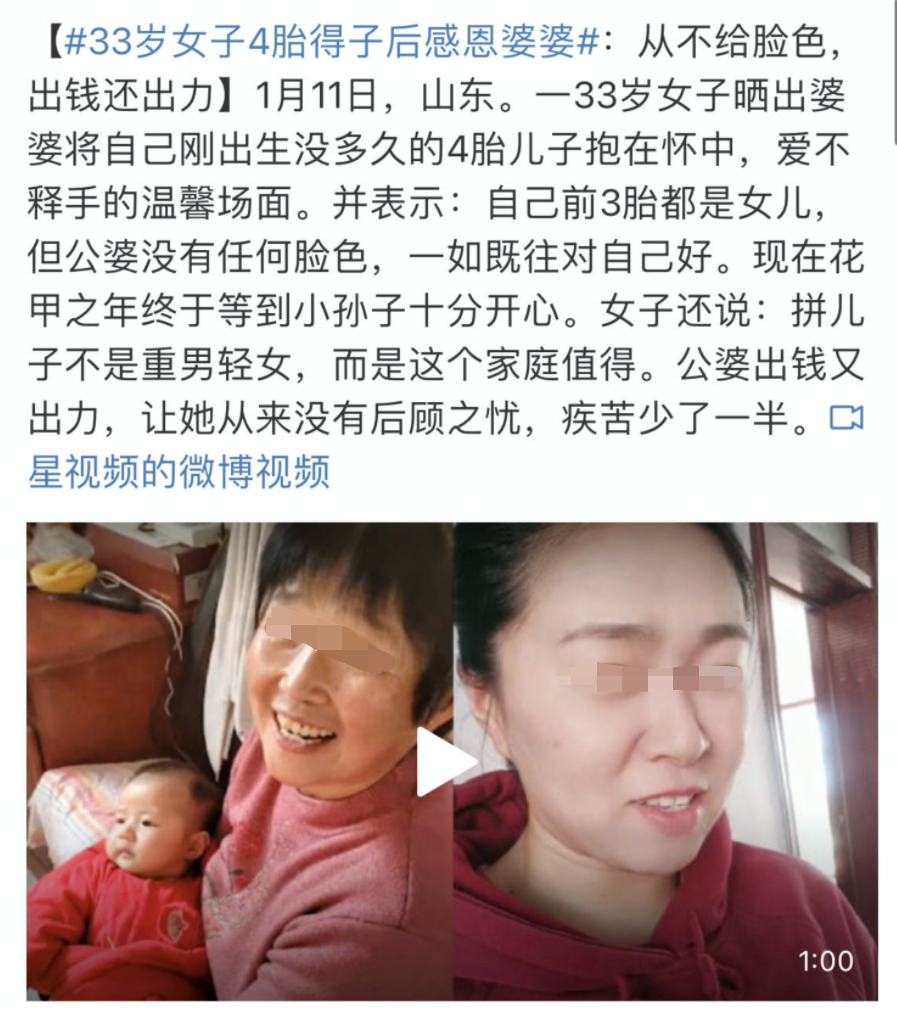 【#33岁女子4胎得子后感恩婆婆#：从不给脸色，
出钱还出力】1月11日，山东。一33岁女子晒出婆
婆将自己刚出生没多久的4胎儿子抱在怀中，爱不
释手的温馨场面。并表示：自己前3胎都是女儿，
但公婆没有任何脸色，一如既往对自己好。现在花
甲之年终于等到小孙子十分开心。女子还说：拼儿
子不是重男轻女，而是这个家庭值得。公婆出钱又
出力，让她从来没有后顾之忧，疾苦少了一半。
星视频的微博视频
1:00